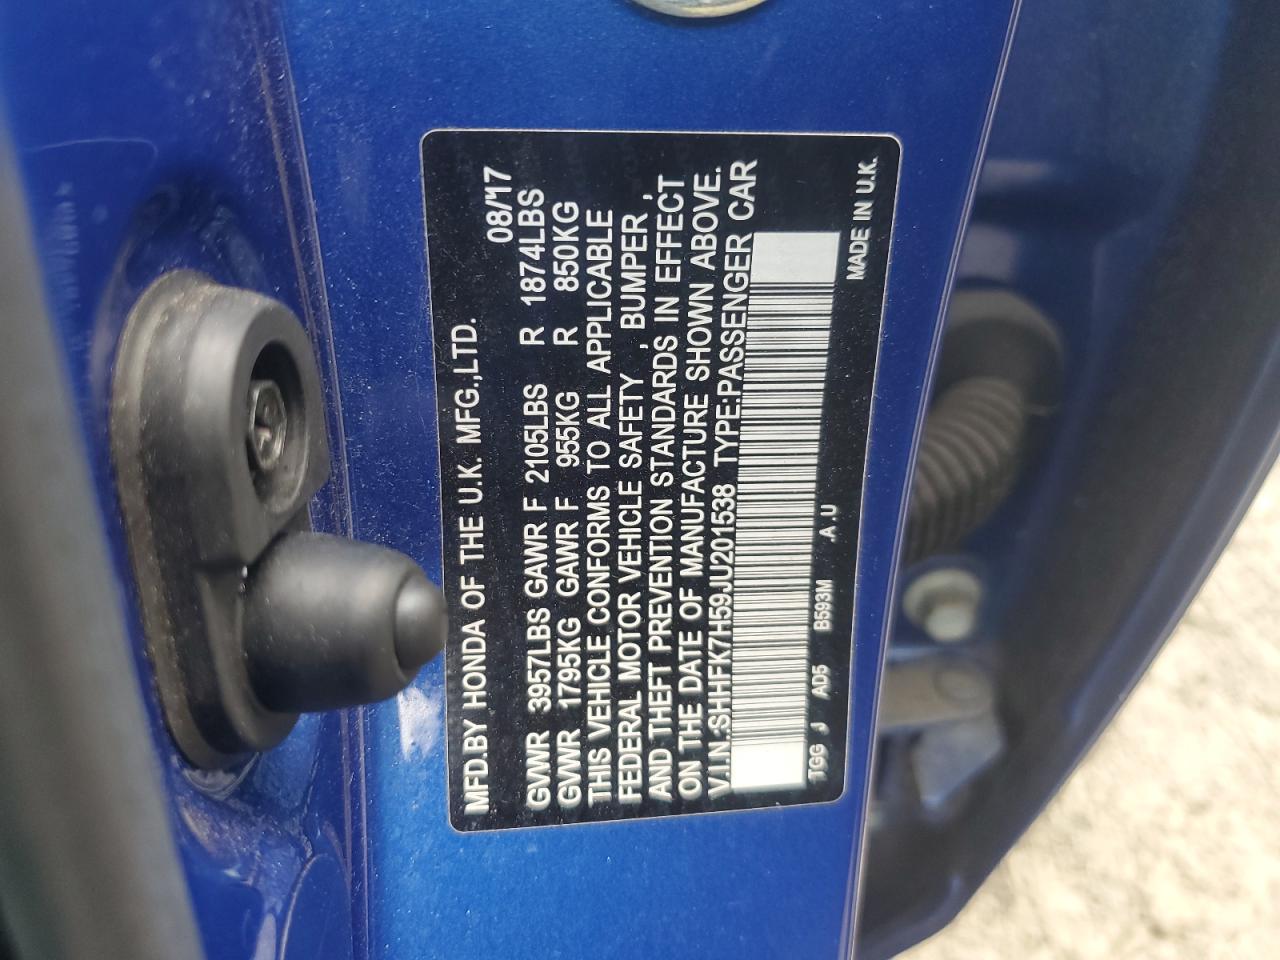 MFD.BY HONDA OF THE U.K. MFG.,LTD.
08/17
GVWR 3957LBS GAWR F 2105LBS R 1874LBS
GVWR 1795KG GAWR F 955KG R 850KG
THIS VEHICLE CONFORMS TO ALL APPLICABLE
FEDERAL MOTOR VEHICLE SAFETY , BUMPER ,
AND THEFT PREVENTION STANDARDS IN EFFECT
ON THE DATE OF MANUFACTURE SHOWN ABOVE.
V.I.N.:SHHFK7H59JU201538 TYPE:PASSENGER CAR
TGG J AD5 B593M .A.U
MADE IN U.K.